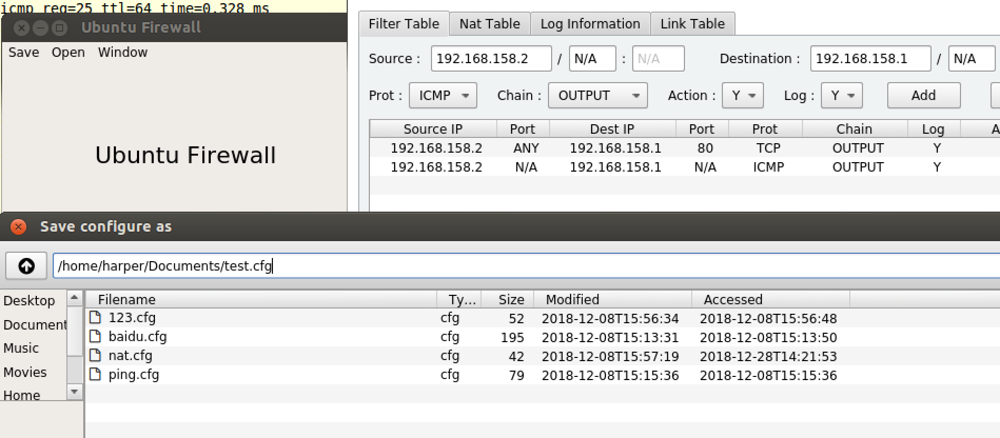 icmp_req=25 ttl=64 time=0.328 ms
Ubuntu Firewall
Save Open Window
Ubuntu Firewall
Filter Table Nat Table Log Information Link Table
Source : 192.168.158.2 / N/A : N/A Destination : 192.168.158.1 / N/A
Prot : ICMP Chain : OUTPUT Action : Y Log : Y Add
Source IP Port Dest IP Port Prot Chain Log A
192.168.158.2 ANY 192.168.158.1 80 TCP OUTPUT Y
192.168.158.2 N/A 192.168.158.1 N/A ICMP OUTPUT Y
Save configure as
/home/harper/Documents/test.cfg
Desktop
Document
Music
Movies
Home
Filename Ty... Size Modified Accessed
123.cfg cfg 52 2018-12-08T15:56:34 2018-12-08T15:56:48
baidu.cfg cfg 195 2018-12-08T15:13:31 2018-12-08T15:13:50
nat.cfg cfg 42 2018-12-08T15:57:19 2018-12-28T14:21:53
ping.cfg cfg 79 2018-12-08T15:15:36 2018-12-08T15:15:36